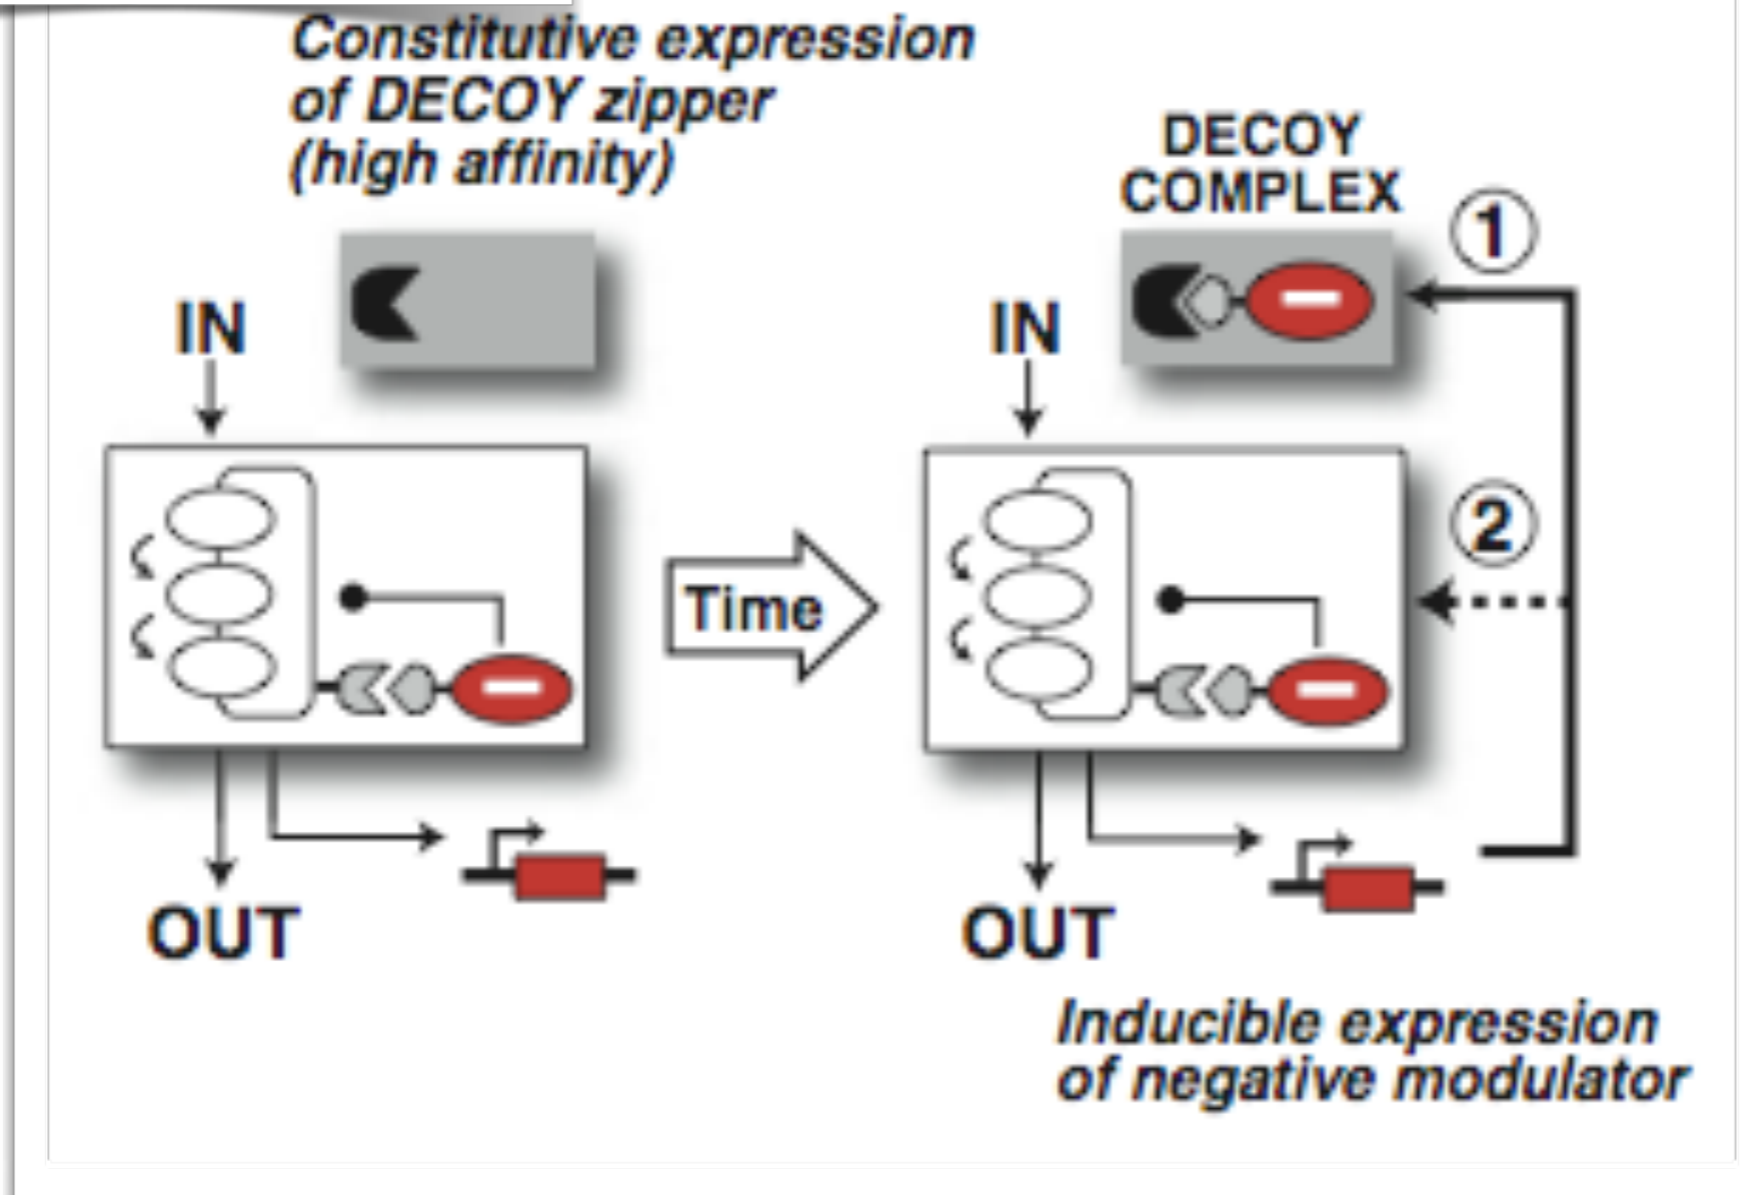 Constitutive expression
of DECOY zipper
(high affinity)
IN
OUT
Time
DECOY
COMPLEX
1
IN
2
OUT
Inducible expression
of negative modulator